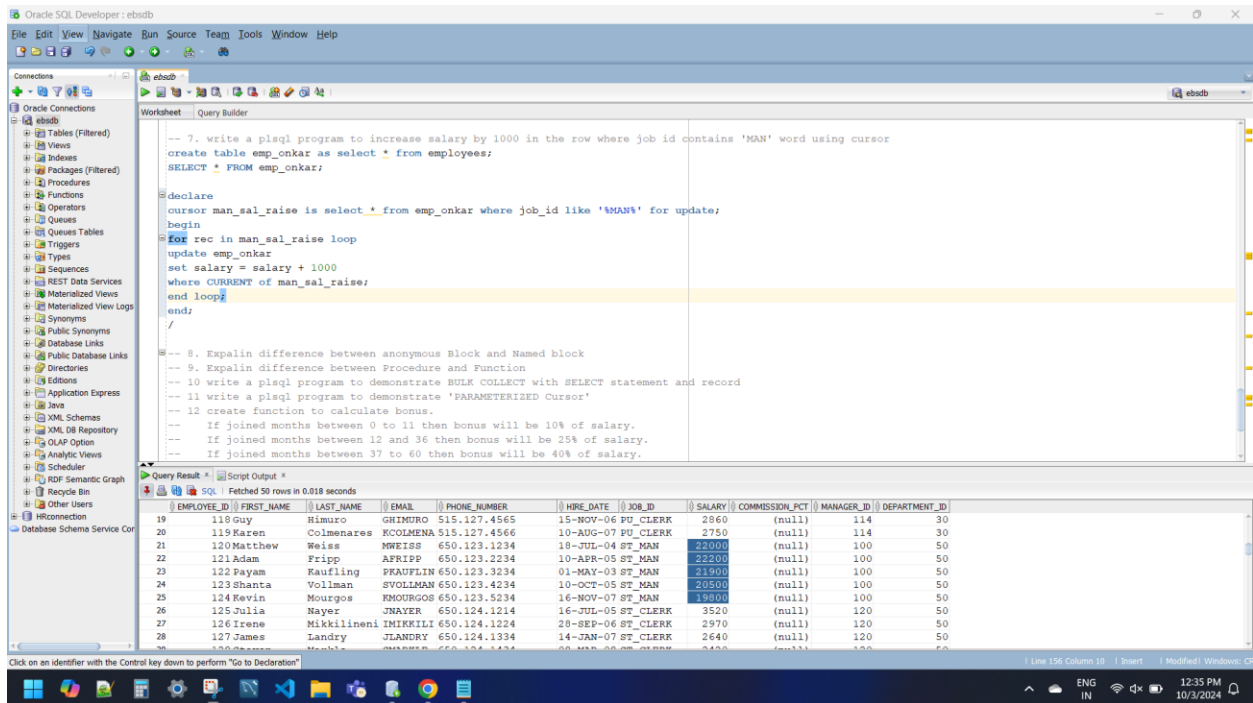 Oracle SQL Developer : ebsdb
File Edit View Navigate Run Source Team Tools Window Help
Connections
ebsdb
ebsdb
Oracle Connections
ebsdb
Tables (Filtered)
Views
Indexes
Packages (Filtered)
Procedures
Functions
Operators
Queues
Queues Tables
Triggers
Types
Sequences
REST Data Services
Materialized Views
Materialized View Logs
Synonyms
Public Synonyms
Database Links
Public Database Links
Directories
Editions
Application Express
Java
XML Schemas
XML DB Repository
OLAP Option
Analytic Views
Scheduler
RDF Semantic Graph
Recycle Bin
Other Users
HRconnection
Database Schema Service Cor
Worksheet Query Builder
-- 7. write a plsql program to increase salary by 1000 in the row where job id contains 'MAN' word using cursor
create table emp_onkar as select * from employees;
SELECT * FROM emp_onkar;
declare
cursor man_sal_raise is select * from emp_onkar where job_id like '%MAN%' for update;
begin
for rec in man_sal_raise loop
update emp_onkar
set salary = salary + 1000
where CURRENT of man_sal_raise;
end loop;
end;
/
-- 8. Expalin difference between anonymous Block and Named block
-- 9. Explain difference between Procedure and Function
-- 10 write a plsql program to demonstrate BULK COLLECT with SELECT statement and record
-- 11 write a plsql program to demonstrate 'PARAMETERIZED Cursor'
-- 12 create function to calculate bonus.
-- If joined months between 0 to 11 then bonus will be 10% of salary.
-- If joined months between 12 and 36 then bonus will be 25% of salary.
-- If joined months between 37 to 60 then bonus will be 40% of salary.
Query Result Script Output
SQL | Fetched 50 rows in 0.018 seconds
EMPLOYEE_ID FIRST_NAME LAST_NAME EMAIL PHONE_NUMBER HIRE_DATE JOB_ID SALARY COMMISSION_PCT MANAGER_ID DEPARTMENT_ID
19 118 Guy Himuro GHIMURO 515.127.4565 15-NOV-06 PU_CLERK 2860 (null) 114 30
20 119 Karen Colmenares KCOLMENA 515.127.4566 10-AUG-07 PU_CLERK 2750 (null) 114 30
21 120 Matthew Weiss MWEISS 650.123.1234 18-JUL-04 ST_MAN 22000 (null) 100 50
22 121 Adam Fripp AFRIPP 650.123.2234 10-APR-05 ST_MAN 22200 (null) 100 50
23 122 Payam Kaufling PKAUFLIN 650.123.3234 01-MAY-03 ST_MAN 21900 (null) 100 50
24 123 Shanta Vollman SVOLLMAN 650.123.4234 10-OCT-05 ST_MAN 20500 (null) 100 50
25 124 Kevin Mourgos KMOURGOS 650.123.5234 16-NOV-07 ST_MAN 19800 (null) 100 50
26 125 Julia Nayer JNAYER 650.124.1214 16-JUL-05 ST_CLERK 3520 (null) 120 50
27 126 Irene Mikkilineni IMIKKILI 650.124.1224 28-SEP-06 ST_CLERK 2970 (null) 120 50
28 127 James Landry JLANDRY 650.124.1334 14-JAN-07 ST_CLERK 2640 (null) 120 50
Click on an identifier with the Control key down to perform "Go to Declaration"
Line 156 Column 10 Insert Modified Windows: CR
ENG
IN
12:35 PM
10/3/2024